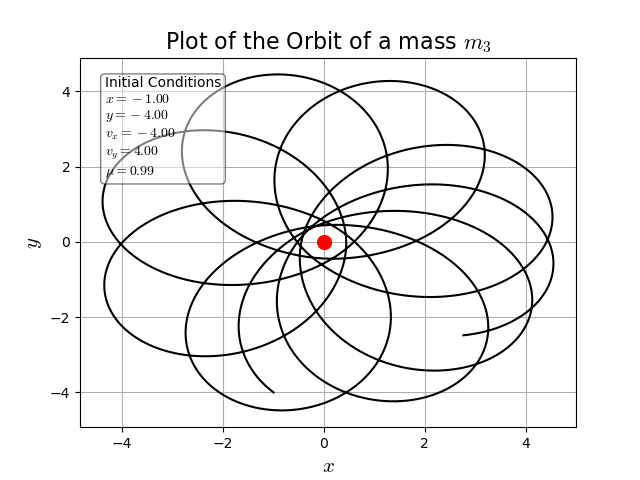 Plot of the Orbit of a mass m₃
Initial Conditions
x = −1.00
y = −4.00
vₓ = −4.00
v_y = 4.00
μ = 0.99
4
2
0
−2
−4
y
−4
−2
0
2
4
x